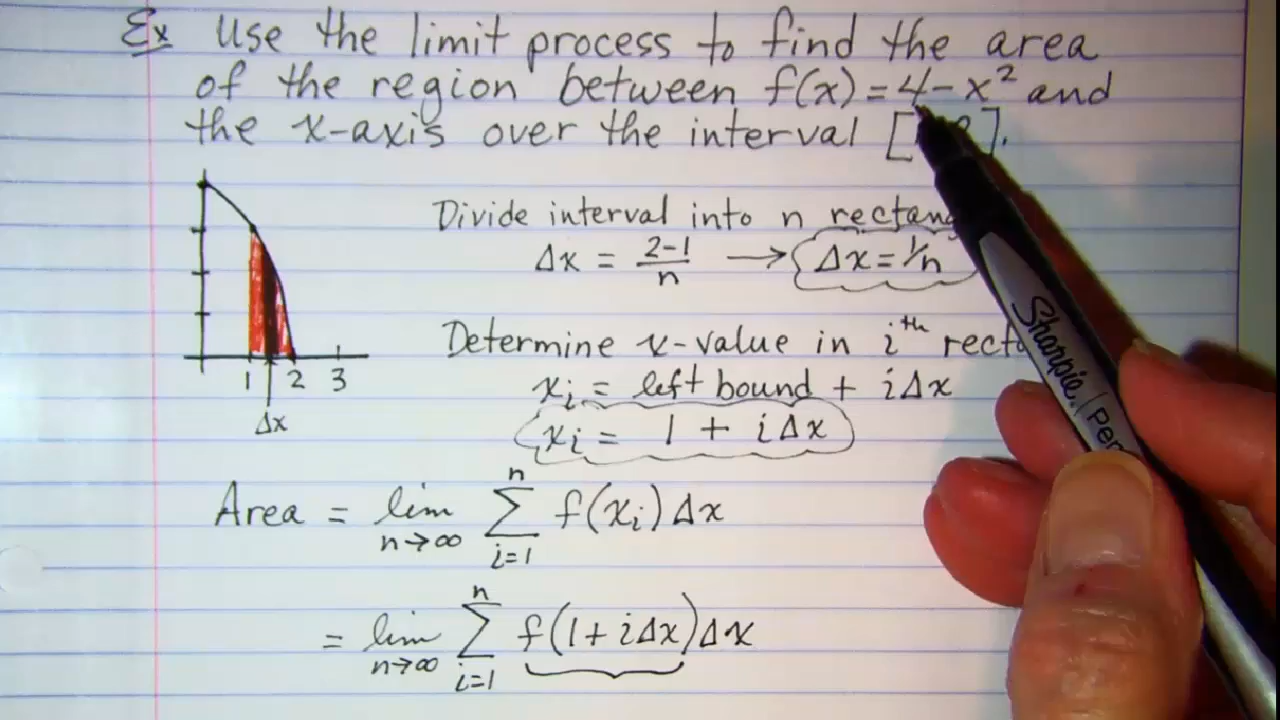 Ex Use the limit process to find the area
of the region between f(x) = 4 - x² and
the x-axis over the interval [ ].
Divide interval into n
Δx = (2-1)/n → Δx = 1/n
Determine x-value in iᵗʰ
xᵢ = left bound + iΔx
xᵢ = 1 + iΔx
1 2 3
Δx
Area = lim n→∞ Σ i=1 n f(xᵢ)Δx
= lim n→∞ Σ i=1 n f(1 + iΔx)Δx
Sharpie. / Pen